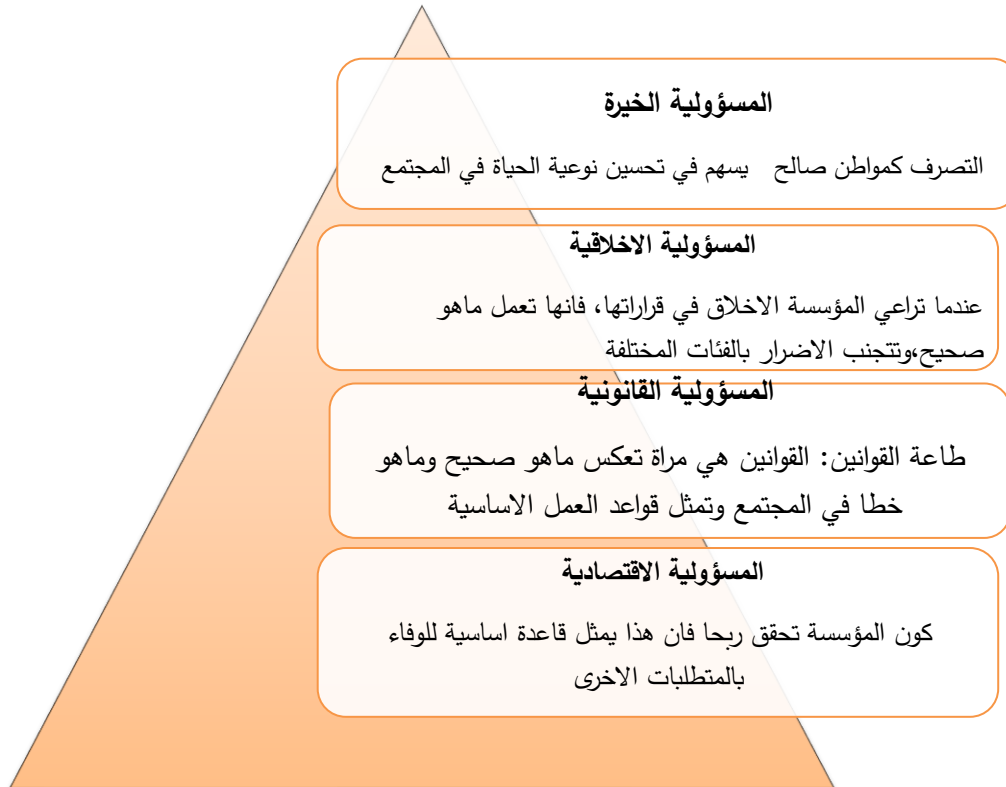 المسؤولية الخيرة
التصرف كمواطن صالح يسهم في تحسين نوعية الحياة في المجتمع
المسؤولية الاخلاقية
عندما تراعي المؤسسة الاخلاق في قراراتها، فانها تعمل ماهو
صحيح،وتتجنب الاضرار بالفئات المختلفة
المسؤولية القانونية
طاعة القوانين: القوانين هي مراة تعكس ماهو صحيح وماهو
خطا في المجتمع وتمثل قواعد العمل الاساسية
المسؤولية الاقتصادية
كون المؤسسة تحقق ربحا فان هذا يمثل قاعدة اساسية للوفاء
بالمتطلبات الاخرى